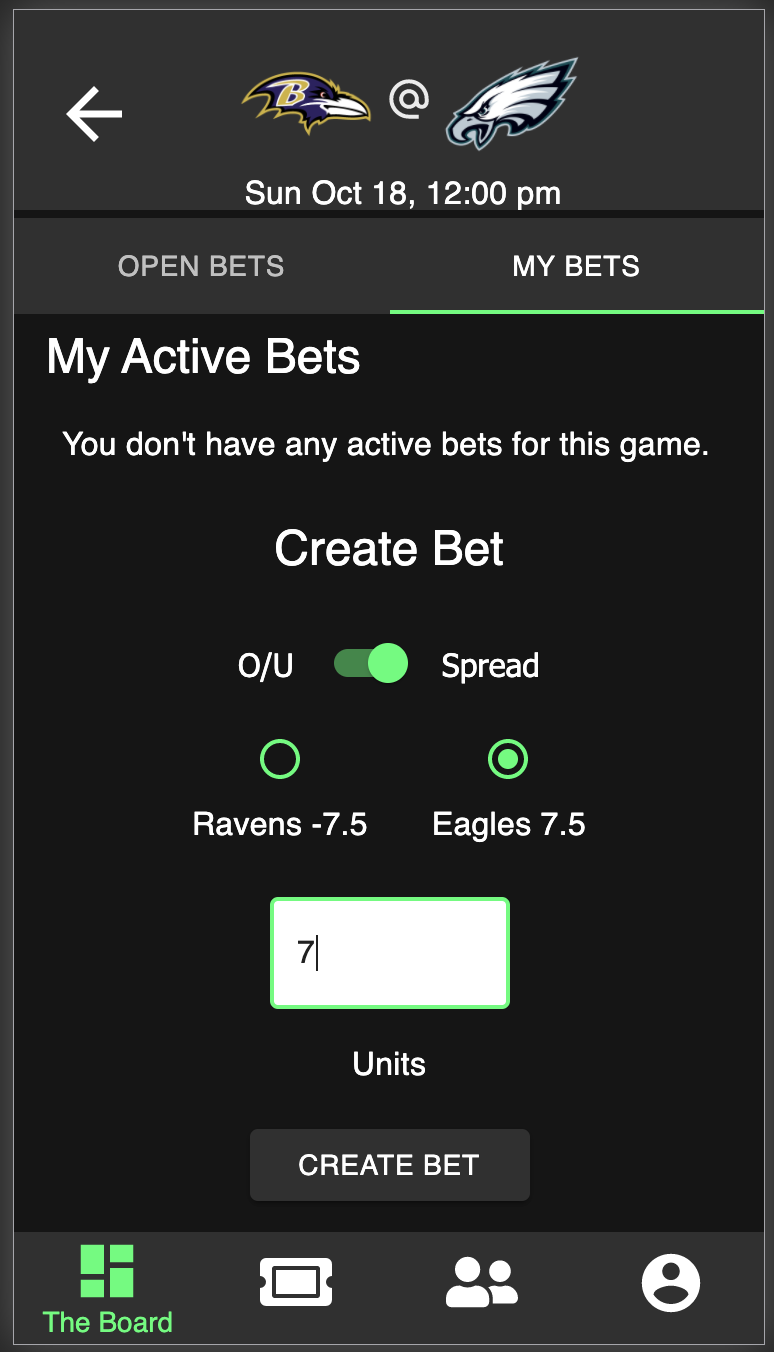 @
Sun Oct 18, 12:00 pm
OPEN BETS MY BETS
My Active Bets
You don't have any active bets for this game.
Create Bet
O/U Spread
Ravens -7.5 Eagles 7.5
7
Units
CREATE BET
The Board